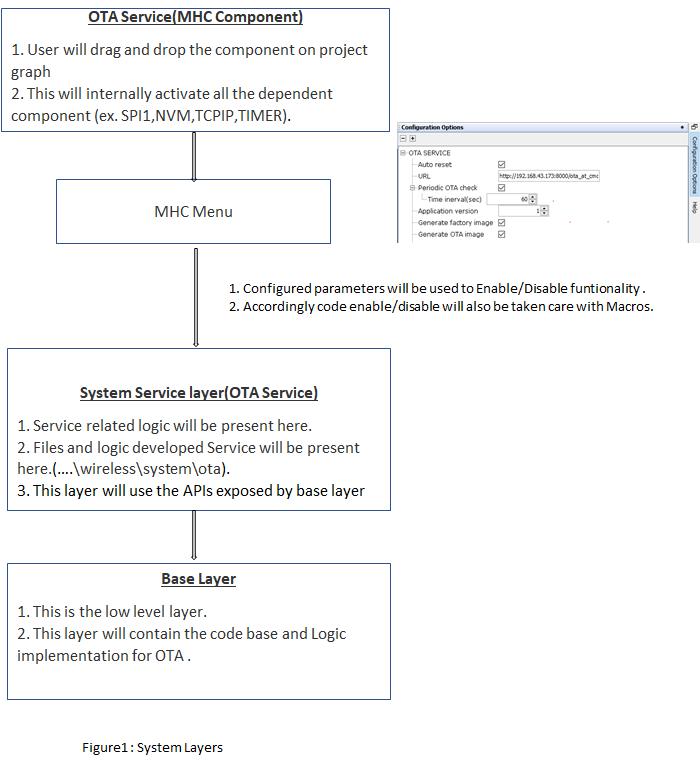 OTA Service(MHC Component)
1. User will drag and drop the component on project
graph
2. This will internally activate all the dependent
component (ex. SPI1,NVM,TCPIP,TIMER).
Configuration Options
OTA SERVICE
Auto reset
URL http://192.168.43.173:8000/ota_at_cmc
Periodic OTA check
Time inerval(sec) 60
Application version 1
Generate factory image
Generate OTA image
Configuration Options
Help
MHC Menu
1. Configured parameters will be used to Enable/Disable funtionality .
2. Accordingly code enable/disable will also be taken care with Macros.
System Service layer(OTA Service)
1. Service related logic will be present here.
2. Files and logic developed Service will be present
here.(....\wireless\system\ota).
3. This layer will use the APIs exposed by base layer
Base Layer
1. This is the low level layer.
2. This layer will contain the code base and Logic
implementation for OTA .
Figure1 : System Layers